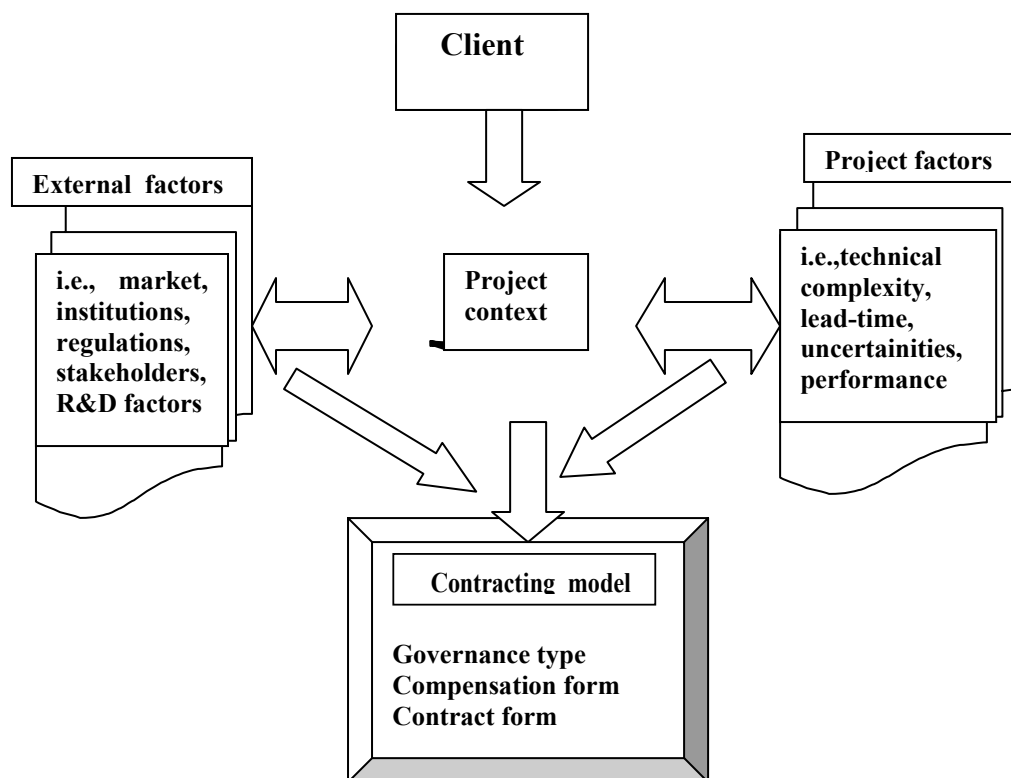 Client
External factors
Project factors
i.e., market,
institutions,
regulations,
stakeholders,
R&D factors
Project
context
i.e.,technical
complexity,
lead-time,
uncertainities,
performance
Contracting model
Governance type
Compensation form
Contract form